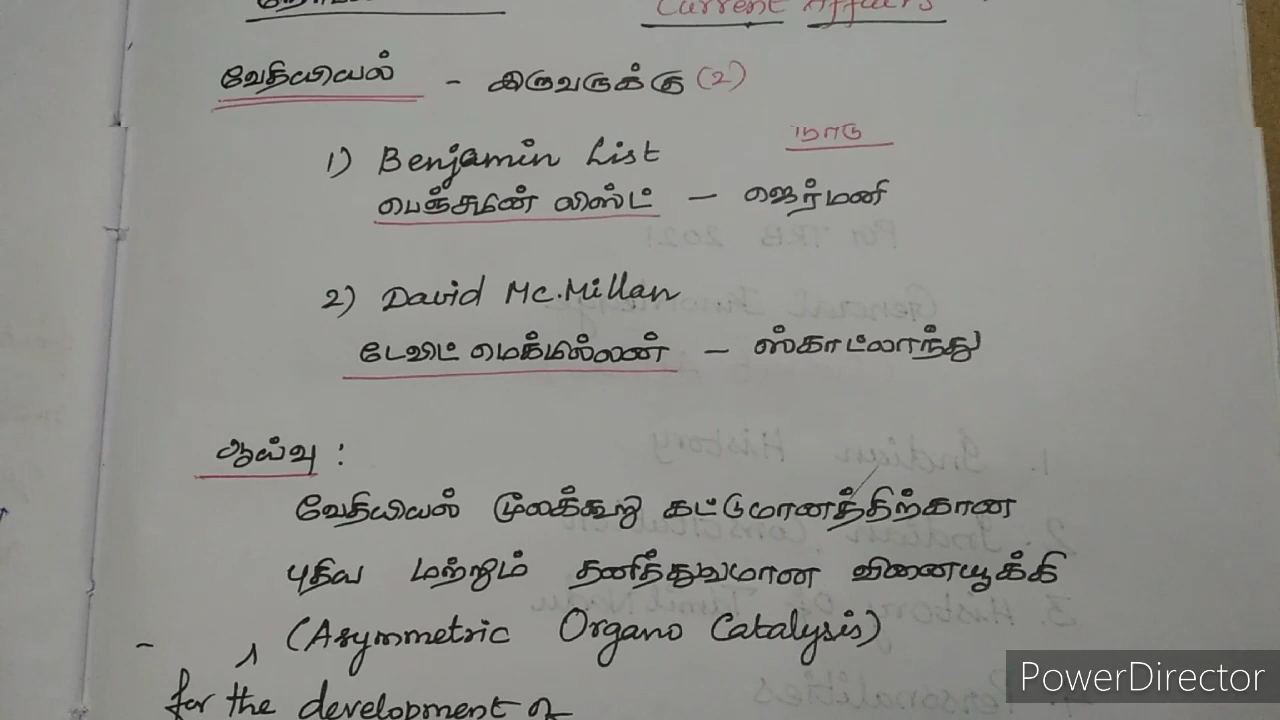 Current Affairs
வேதியியல் - இருவருக்கு (2)
நாடு
1) Benjamin List
பெஞ்சமின் லிஸ்ட் - ஜெர்மனி
2) David Mc.Millan
டேவிட் மெக்மில்லன் - ஸ்காட்லாந்து
ஆய்வு :
வேதியியல் மூலக்கூறு கட்டுமானத்திற்கான
புதிய மற்றும் தனித்துவமான வினையூக்கி
(Asymmetric Organo Catalysis)
for the development of
PowerDirector